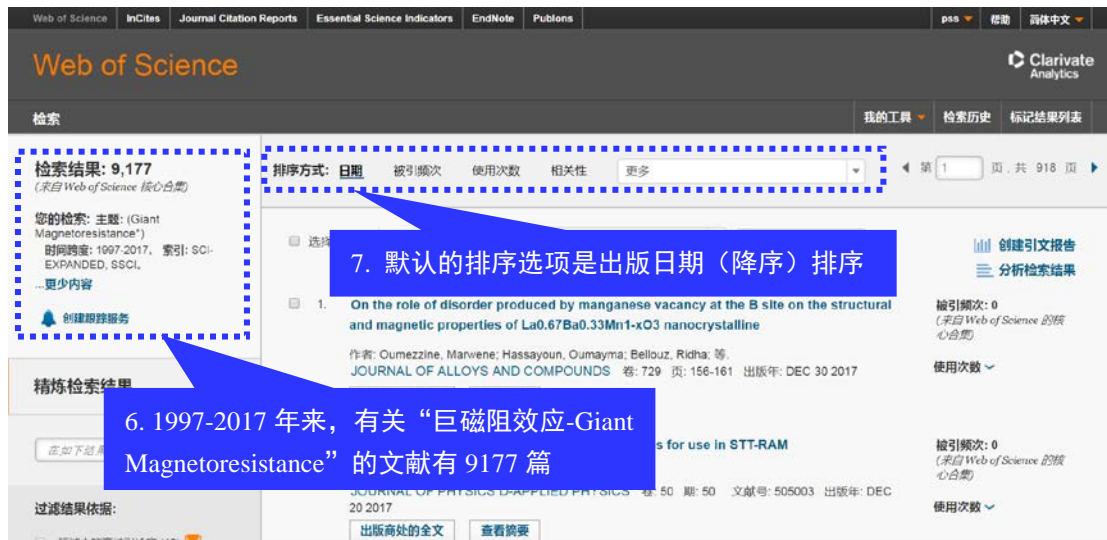 Web of Science InCites Journal Citation Reports Essential Science Indicators EndNote Publons pss 帮助 简体中文
Web of Science
Clarivate
Analytics
检索 我的工具 检索历史 标记结果列表
检索结果: 9,177
(来自 Web of Science 核心合集)
您的检索: 主题: (Giant
Magnetoresistance*)
时间跨度: 1997-2017. 索引: SCI-
EXPANDED, SSCI.
...更少内容
创建跟踪服务
排序方式: 日期 被引频次 使用次数 相关性 更多
第 1 页, 共 918 页
选择
7. 默认的排序选项是出版日期（降序）排序
创建引文报告
分析检索结果
1. On the role of disorder produced by manganese vacancy at the B site on the structural
and magnetic properties of La0.67Ba0.33Mn1-xO3 nanocrystalline
作者: Oumezzine, Marwene; Hassayoun, Oumayma; Bellouz, Ridha; 等.
JOURNAL OF ALLOYS AND COMPOUNDS 卷: 729 页: 156-161 出版年: DEC 30 2017
被引频次: 0
(来自 Web of Science 的核
心合集)
使用次数
精炼检索结果
在如下结果
6. 1997-2017 年来，有关“巨磁阻效应-Giant
Magnetoresistance”的文献有 9177 篇
s for use in STT-RAM
JOURNAL OF PHYSICS D-APPLIED PHYSICS 卷: 50 期: 50 文献号: 505003 出版年: DEC
20 2017
出版商处的全文 查看摘要
被引频次: 0
(来自 Web of Science 的核
心合集)
使用次数
过滤结果依据: